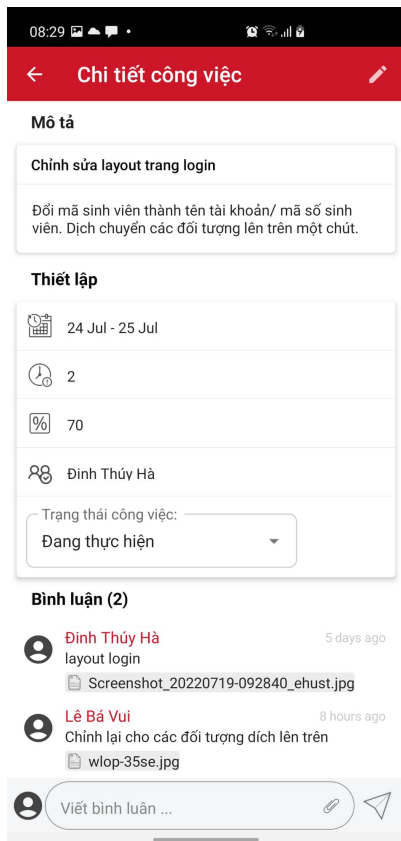 08:29
Chi tiết công việc
Mô tả
Chỉnh sửa layout trang login
Đổi mã sinh viên thành tên tài khoản/ mã số sinh
viên. Dịch chuyển các đối tượng lên trên một chút.
Thiết lập
24 Jul - 25 Jul
2
%
70
Đinh Thúy Hà
Trạng thái công việc:
Đang thực hiện
Bình luận (2)
Đinh Thúy Hà 5 days ago
layout login
Screenshot_20220719-092840_ehust.jpg
Lê Bá Vui 8 hours ago
Chỉnh lại cho các đối tượng dích lên trên
wlop-35se.jpg
Viết bình luân ...